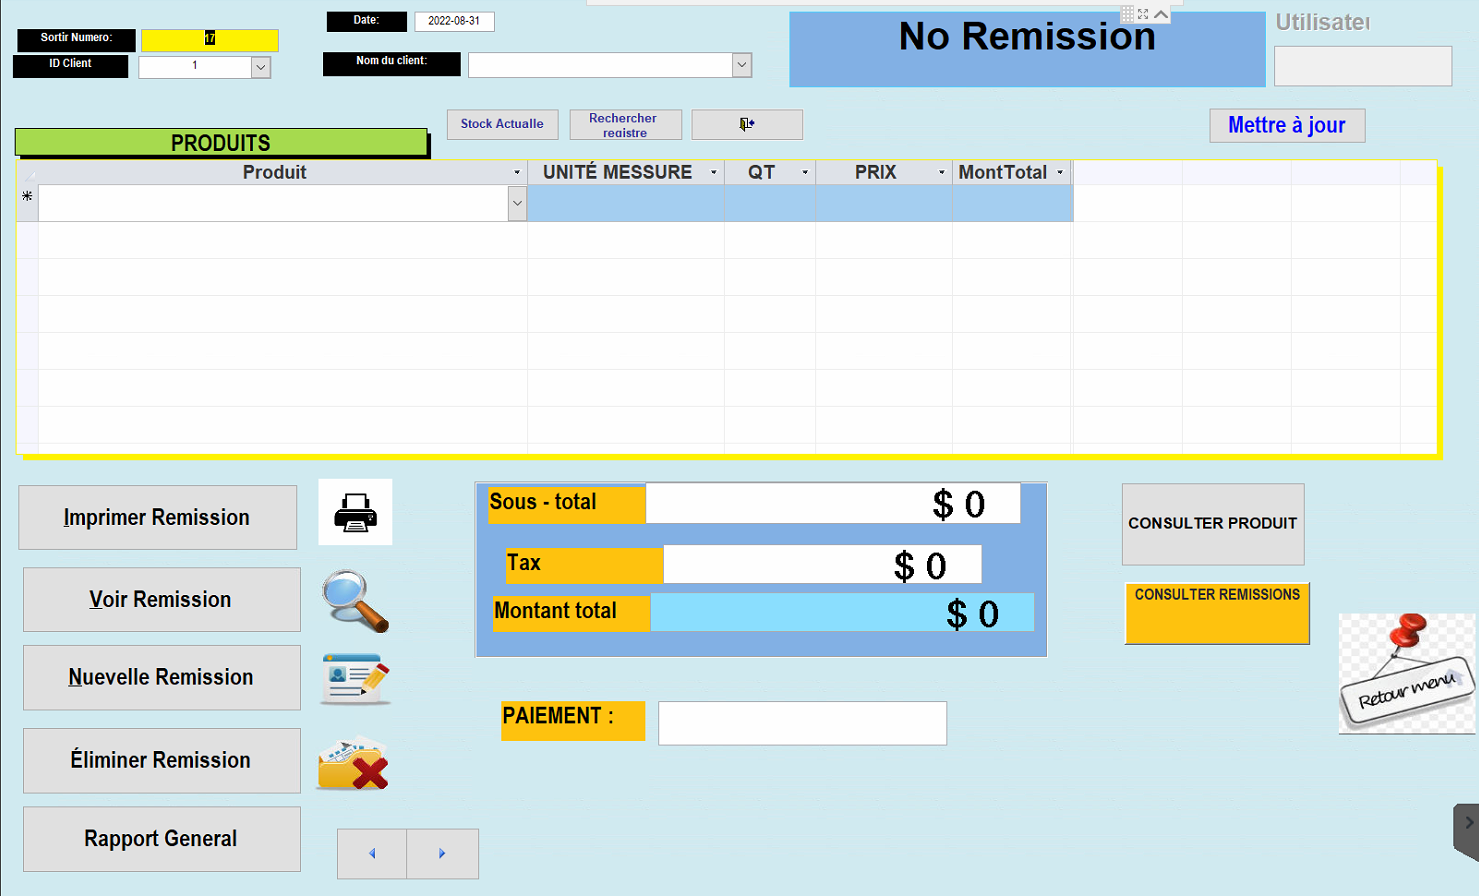 Sortir Numero: 17
Date: 2022-08-31
No Remission
Utilisateu
ID Client 1
Nom du client:
Stock Actualle
Rechercher
registre
Mettre à jour
PRODUITS
Produit UNITÉ MESSURE QT PRIX MontTotal
Imprimer Remission
Voir Remission
Nuevelle Remission
Éliminer Remission
Rapport General
Sous - total $ 0
Tax $ 0
Montant total $ 0
PAIEMENT :
CONSULTER PRODUIT
CONSULTER REMISSIONS
Retour menu